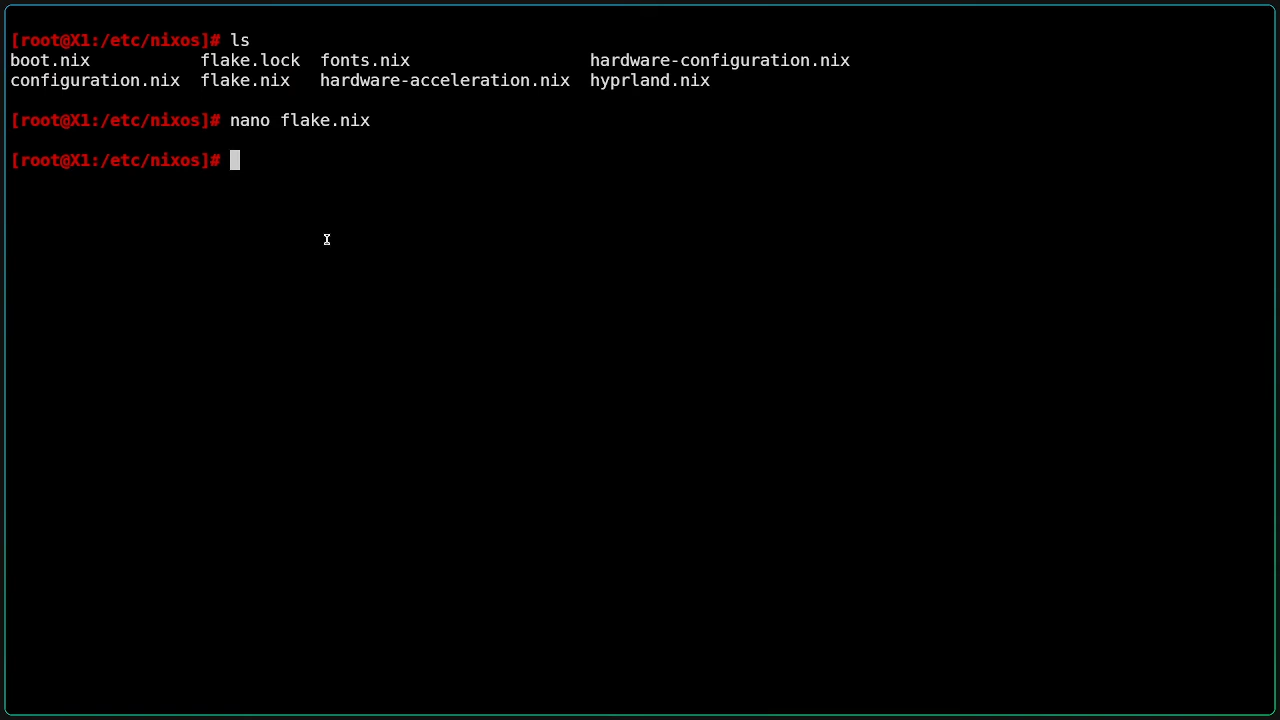 [root@X1:/etc/nixos]# ls
boot.nix           flake.lock  fonts.nix                  hardware-configuration.nix
configuration.nix  flake.nix   hardware-acceleration.nix  hyprland.nix
[root@X1:/etc/nixos]# nano flake.nix
[root@X1:/etc/nixos]#